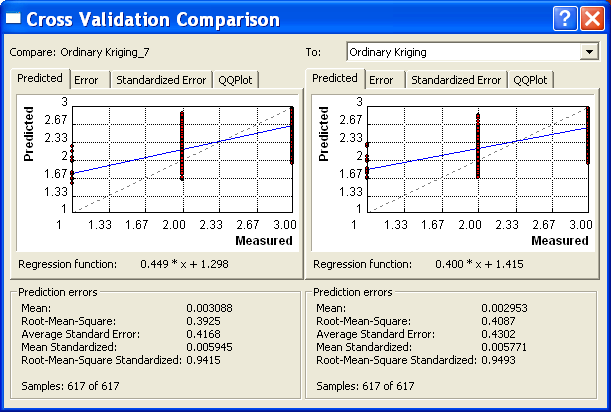 Cross Validation Comparison
Compare: Ordinary Kriging_7
To: Ordinary Kriging
Predicted Error Standardized Error QQPlot
Predicted
3
2.67
2.33
2
1.67
1.33
1
1 1.33 1.67 2.00 2.33 2.67 3.00
Measured
Regression function: 0.449 * x + 1.298
Predicted Error Standardized Error QQPlot
Predicted
3
2.67
2.33
2
1.67
1.33
1
1 1.33 1.67 2.00 2.33 2.67 3.00
Measured
Regression function: 0.400 * x + 1.415
Prediction errors
Mean: 0.003088
Root-Mean-Square: 0.3925
Average Standard Error: 0.4168
Mean Standardized: 0.005945
Root-Mean-Square Standardized: 0.9415
Samples: 617 of 617
Prediction errors
Mean: 0.002953
Root-Mean-Square: 0.4087
Average Standard Error: 0.4302
Mean Standardized: 0.005771
Root-Mean-Square Standardized: 0.9493
Samples: 617 of 617